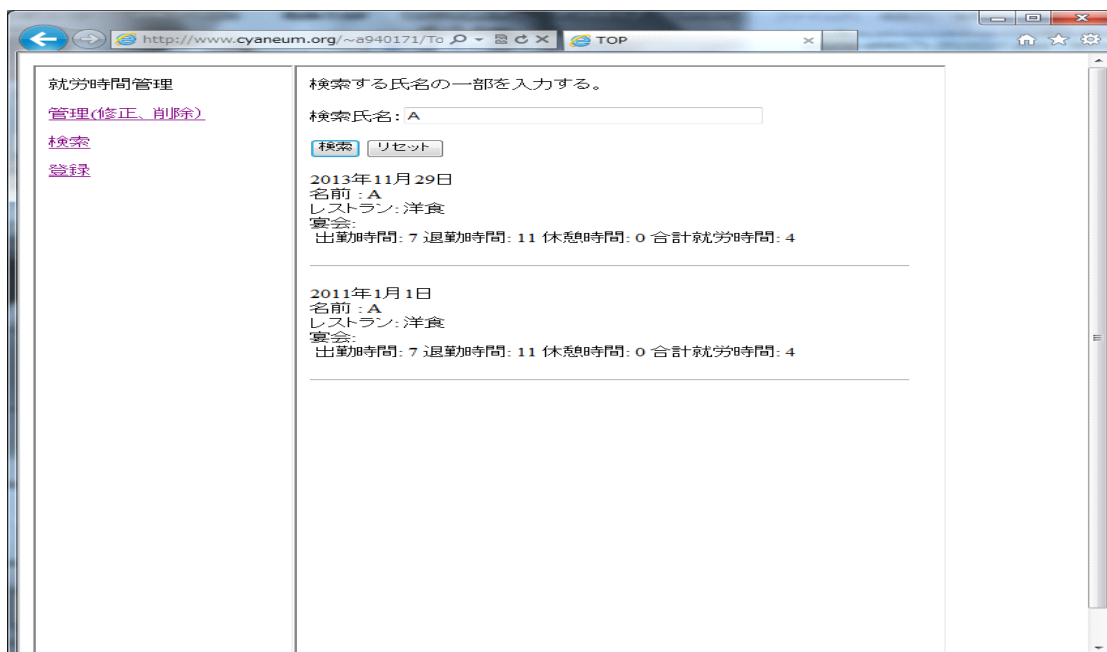 http://www.cyaneum.org/~a940171/To
TOP
就労時間管理
管理(修正、削除)
検索
登録
検索する氏名の一部を入力する。
検索氏名: A
検索 リセット
2013年11月29日
名前 : A
レストラン: 洋食
宴会:
出勤時間: 7 退勤時間: 11 休憩時間: 0 合計就労時間: 4
2011年1月1日
名前 : A
レストラン: 洋食
宴会:
出勤時間: 7 退勤時間: 11 休憩時間: 0 合計就労時間: 4